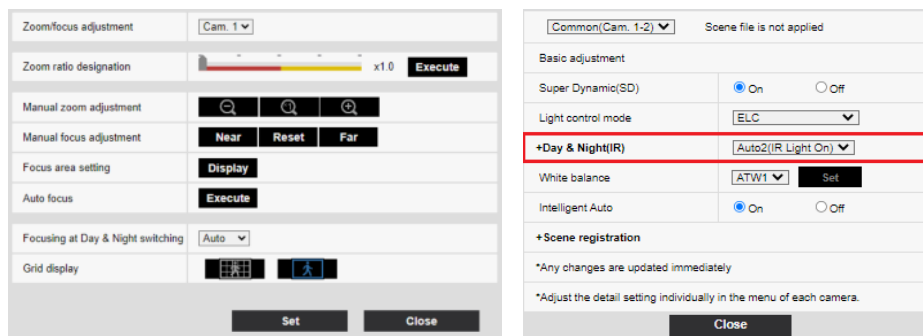 Zoom/focus adjustment Cam. 1
Zoom ratio designation x1.0 Execute
Manual zoom adjustment
Manual focus adjustment Near Reset Far
Focus area setting Display
Auto focus Execute
Focusing at Day & Night switching Auto
Grid display
Set Close
Common(Cam. 1-2) Scene file is not applied
Basic adjustment
Super Dynamic(SD) On Off
Light control mode ELC
+Day & Night(IR) Auto2(IR Light On)
White balance ATW1 Set
Intelligent Auto On Off
+Scene registration
*Any changes are updated immediately
*Adjust the detail setting individually in the menu of each camera.
Close